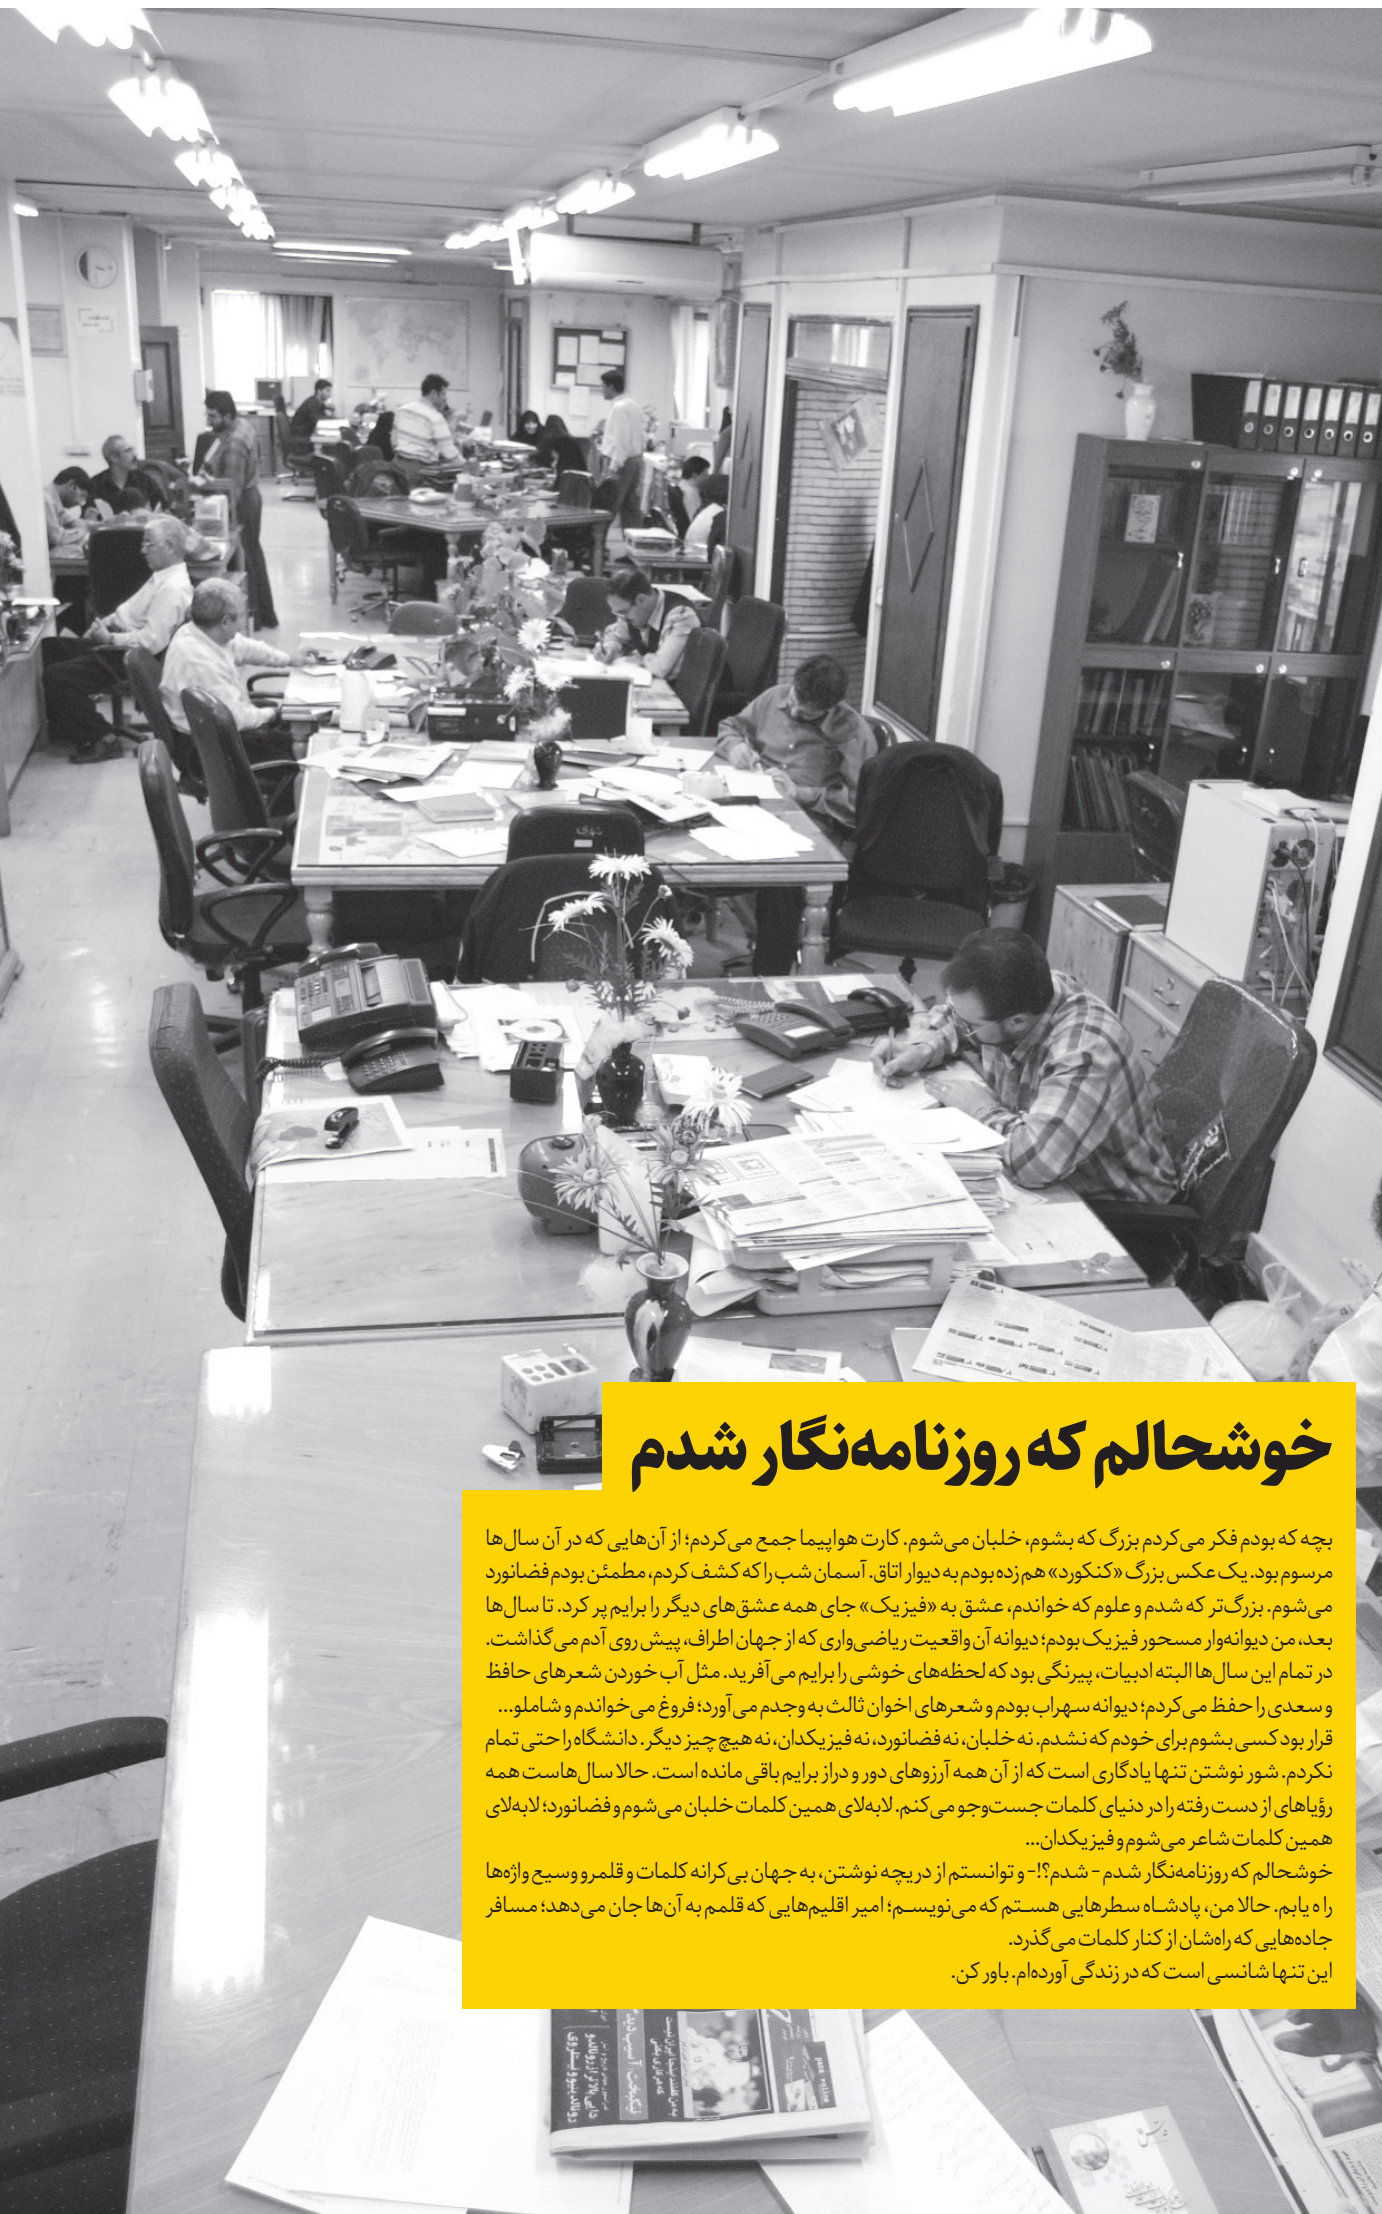 خوشحالم که روزنامه‌نگار شدم
بچه که بودم فکر می‌کردم بزرگ که بشوم، خلبان می‌شوم. کارت هواپیما جمع می‌کردم؛ از آن‌هایی که در آن سال‌ها
مرسوم بود. یک عکس بزرگ «کنکورد» هم زده بودم به دیوار اتاق. آسمان شب را که کشف کردم، مطمئن بودم فضانورد
می‌شوم. بزرگ‌تر که شدم و علوم که خواندم، عشق به «فیزیک» جای همه عشق‌های دیگر را برایم پر کرد. تا سال‌ها
بعد، من دیوانه‌وار مسحور فیزیک بودم؛ دیوانه آن واقعیت ریاضی‌واری که از جهان اطراف، پیش روی آدم می‌گذاشت.
در تمام این سال‌ها البته ادبیات، پیرنگی بود که لحظه‌های خوشی را برایم می‌آفرید. مثل آب خوردن شعرهای حافظ
و سعدی را حفظ می‌کردم؛ دیوانه سهراب بودم و شعرهای اخوان ثالث به وجدم می‌آورد؛ فروغ می‌خواندم و شاملو...
قرار بود کسی بشوم برای خودم که نشدم. نه خلبان، نه فضانورد، نه فیزیکدان، نه هیچ چیز دیگر. دانشگاه را حتی تمام
نکردم. شور نوشتن تنها یادگاری است که از آن همه آرزوهای دور و دراز برایم باقی مانده است. حالا سال‌هاست همه
رؤیاهای از دست رفته را در دنیای کلمات جست‌وجو می‌کنم. لابه‌لای همین کلمات خلبان می‌شوم و فضانورد؛ لابه‌لای
همین کلمات شاعر می‌شوم و فیزیکدان...
خوشحالم که روزنامه‌نگار شدم - شدم؟!- و توانستم از دریچه نوشتن، به جهان بی‌کرانه کلمات و قلمرو وسیع واژه‌ها
راه یابم. حالا من، پادشاه سطرهایی هستم که می‌نویسم؛ امیر اقلیم‌هایی که قلمم به آن‌ها جان می‌دهد؛ مسافر
جاده‌هایی که راه‌شان از کنار کلمات می‌گذرد.
این تنها شانسی است که در زندگی آورده‌ام. باور کن.